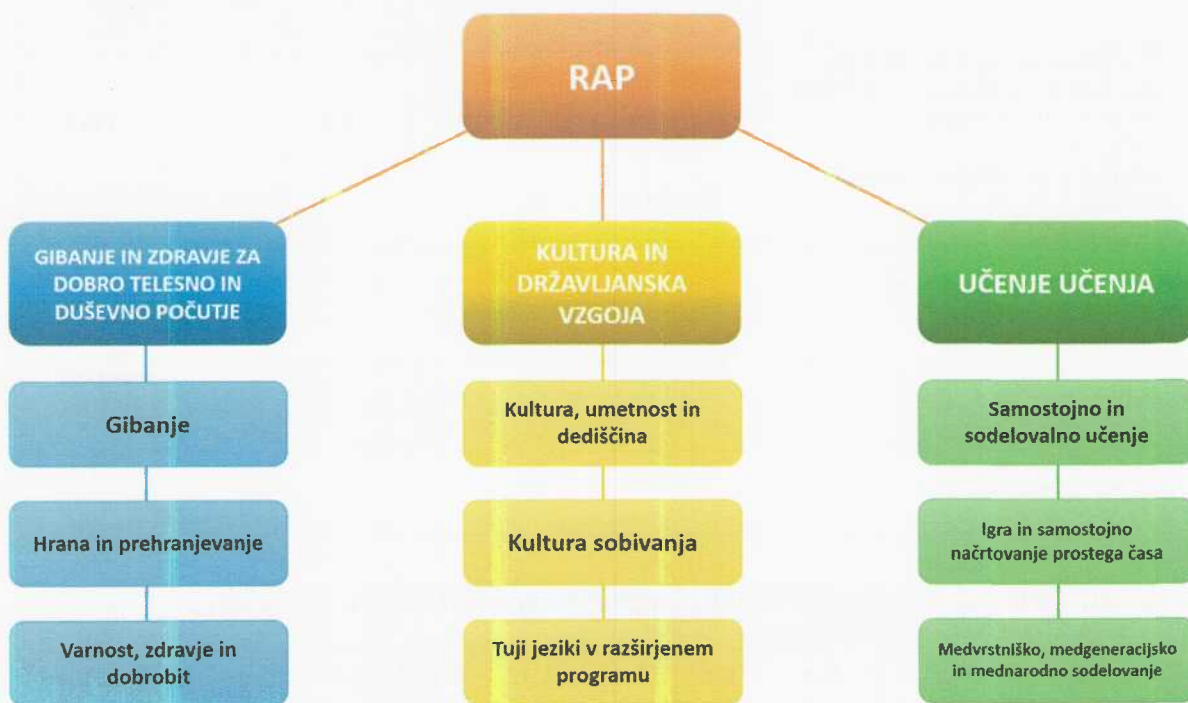 RAP
GIBANJE IN ZDRAVJE ZA
DOBRO TELESNO IN
DUŠEVNO POČUTJE
Gibanje
Hrana in prehranjevanje
Varnost, zdravje in
dobrobit
KULTURA IN
DRŽAVLJANSKA
VZGOJA
Kultura, umetnost in
dediščina
Kultura sobivanja
Tuji jeziki v razširjenem
programu
UČENJE UČENJA
Samostojno in
sodelovalno učenje
Igra in samostojno
načrtovanje prostega časa
Medvrstniško, medgeneracijsko
in mednarodno sodelovanje